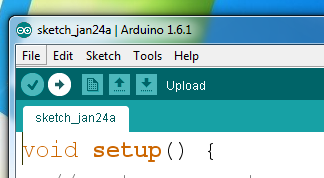 sketch_jan24a | Arduino 1.6.1
File Edit Sketch Tools Help
Upload
sketch_jan24a
void setup() {